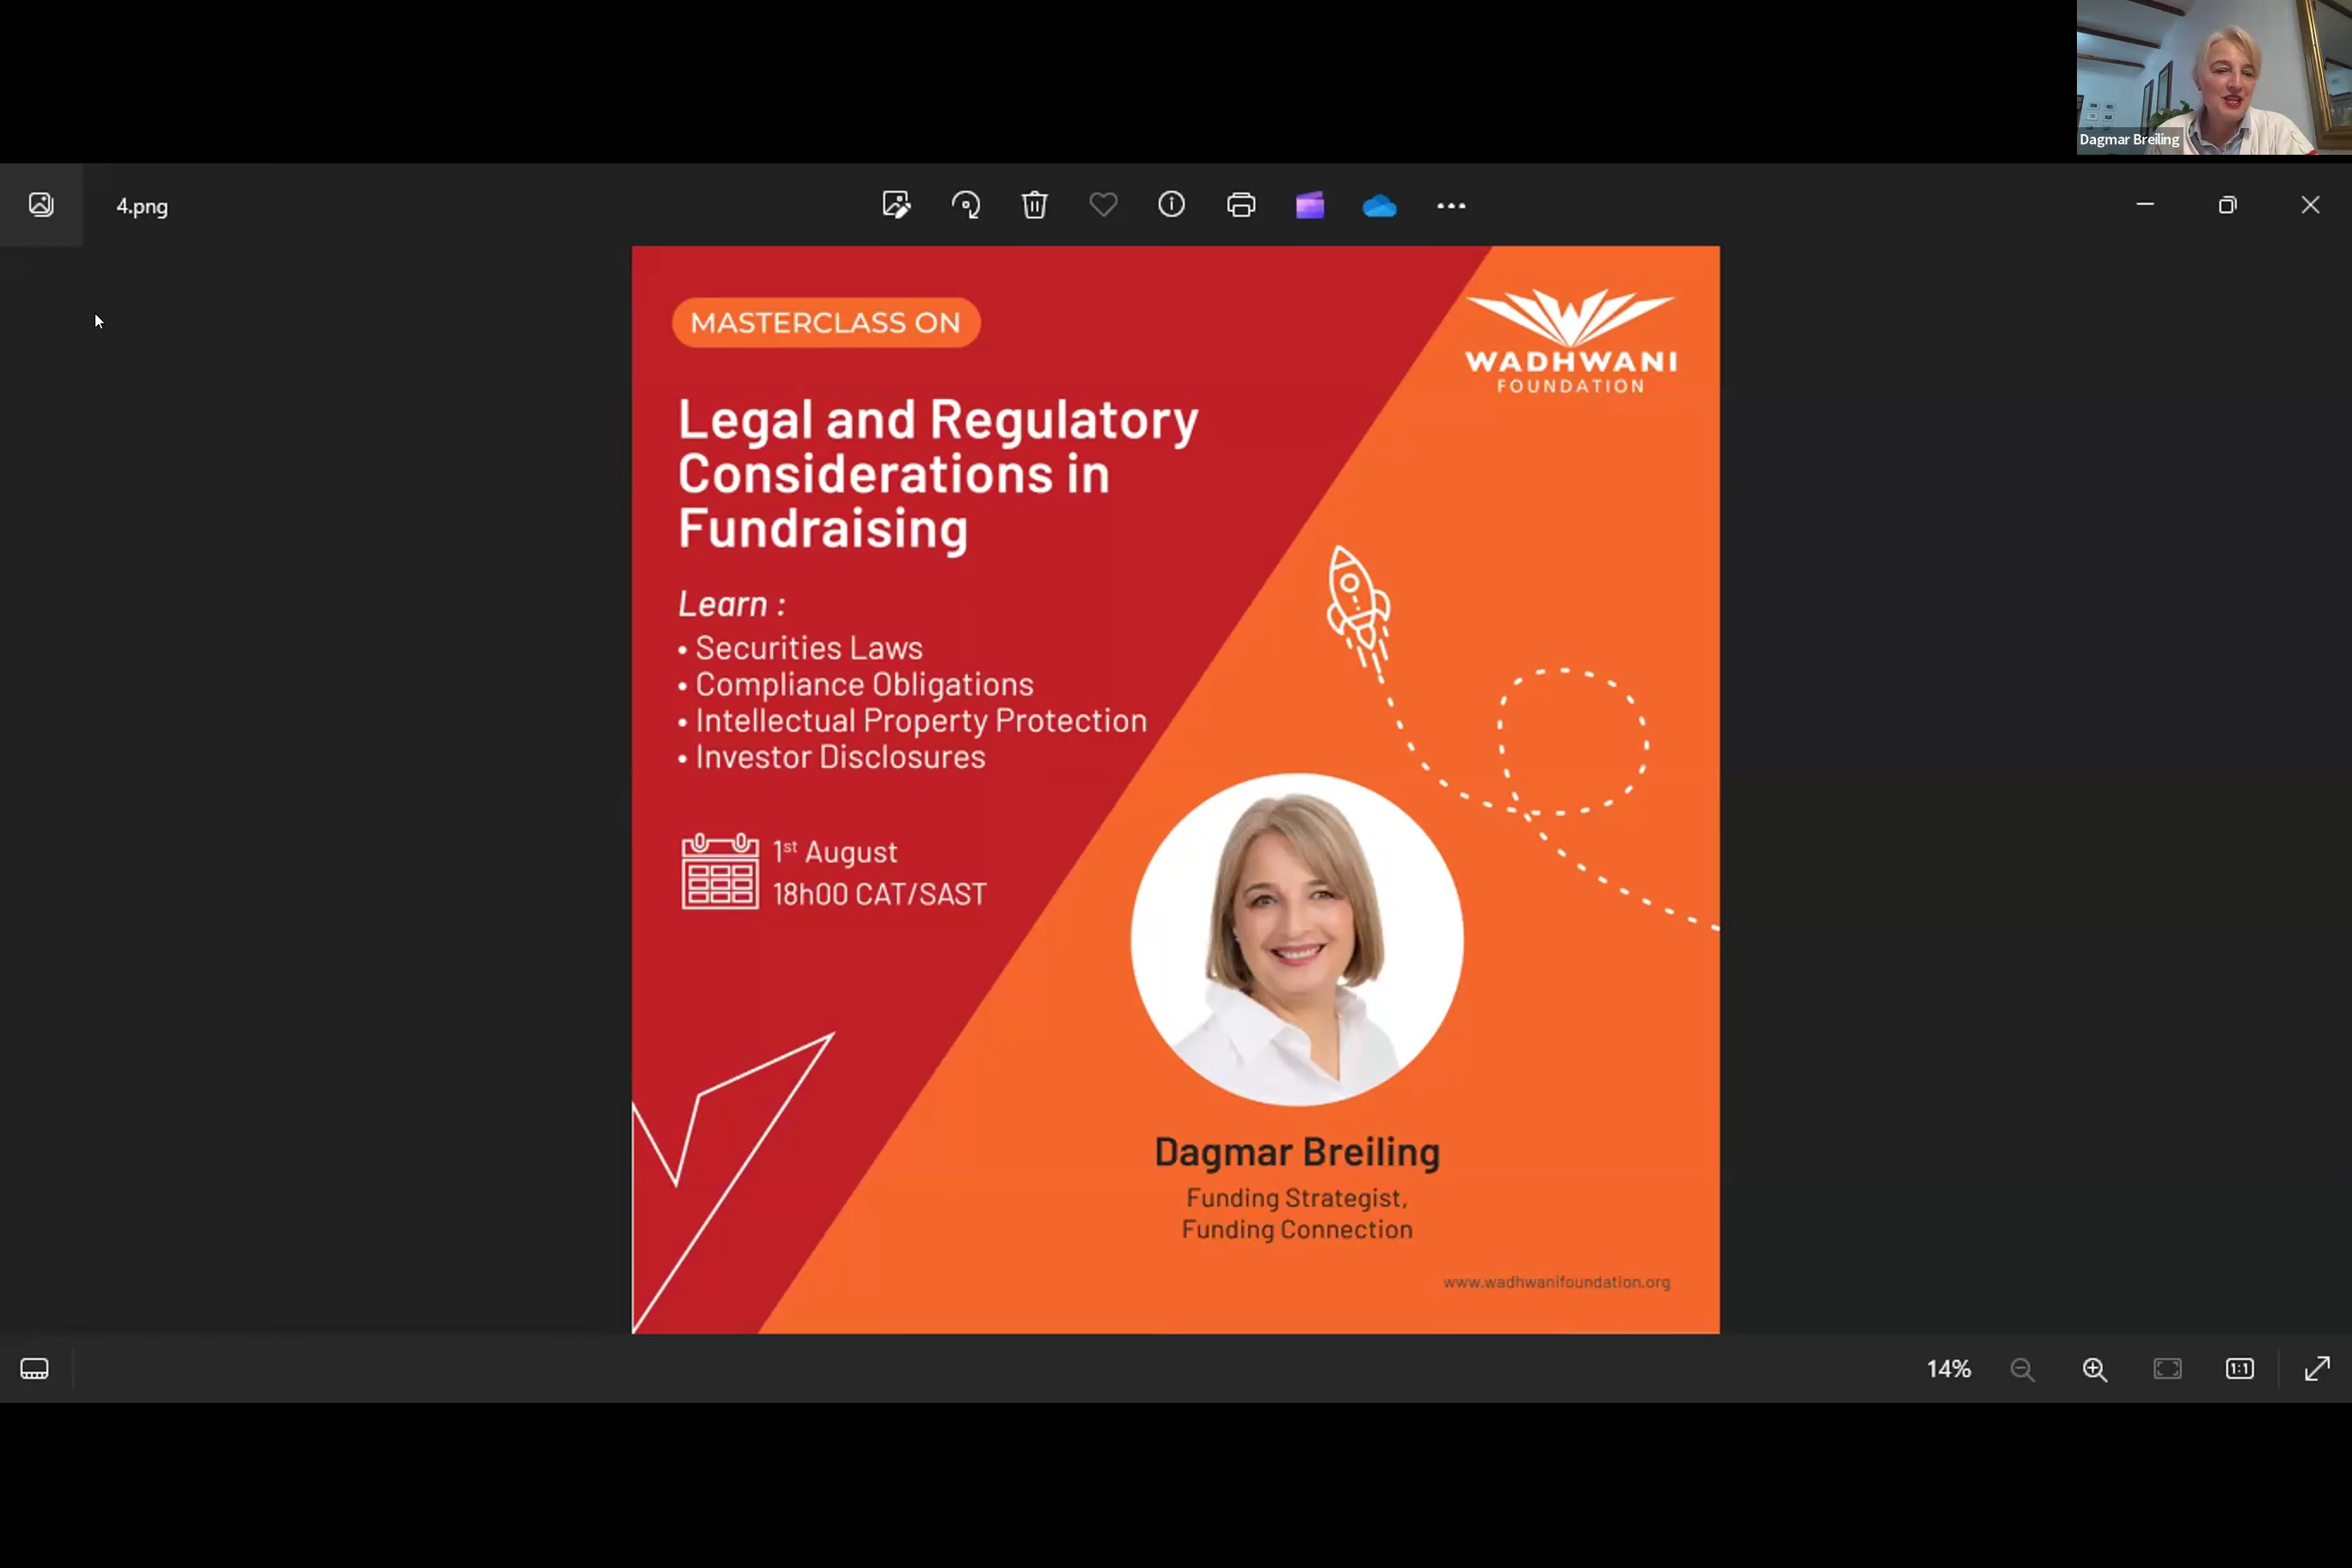 Dagmar Breiling
4.png
MASTERCLASS ON
WADHWANI
FOUNDATION
Legal and Regulatory
Considerations in
Fundraising
Learn :
• Securities Laws
• Compliance Obligations
• Intellectual Property Protection
• Investor Disclosures
1st August
18h00 CAT/SAST
Dagmar Breiling
Funding Strategist,
Funding Connection
www.wadhwanifoundation.org
14%
1:1